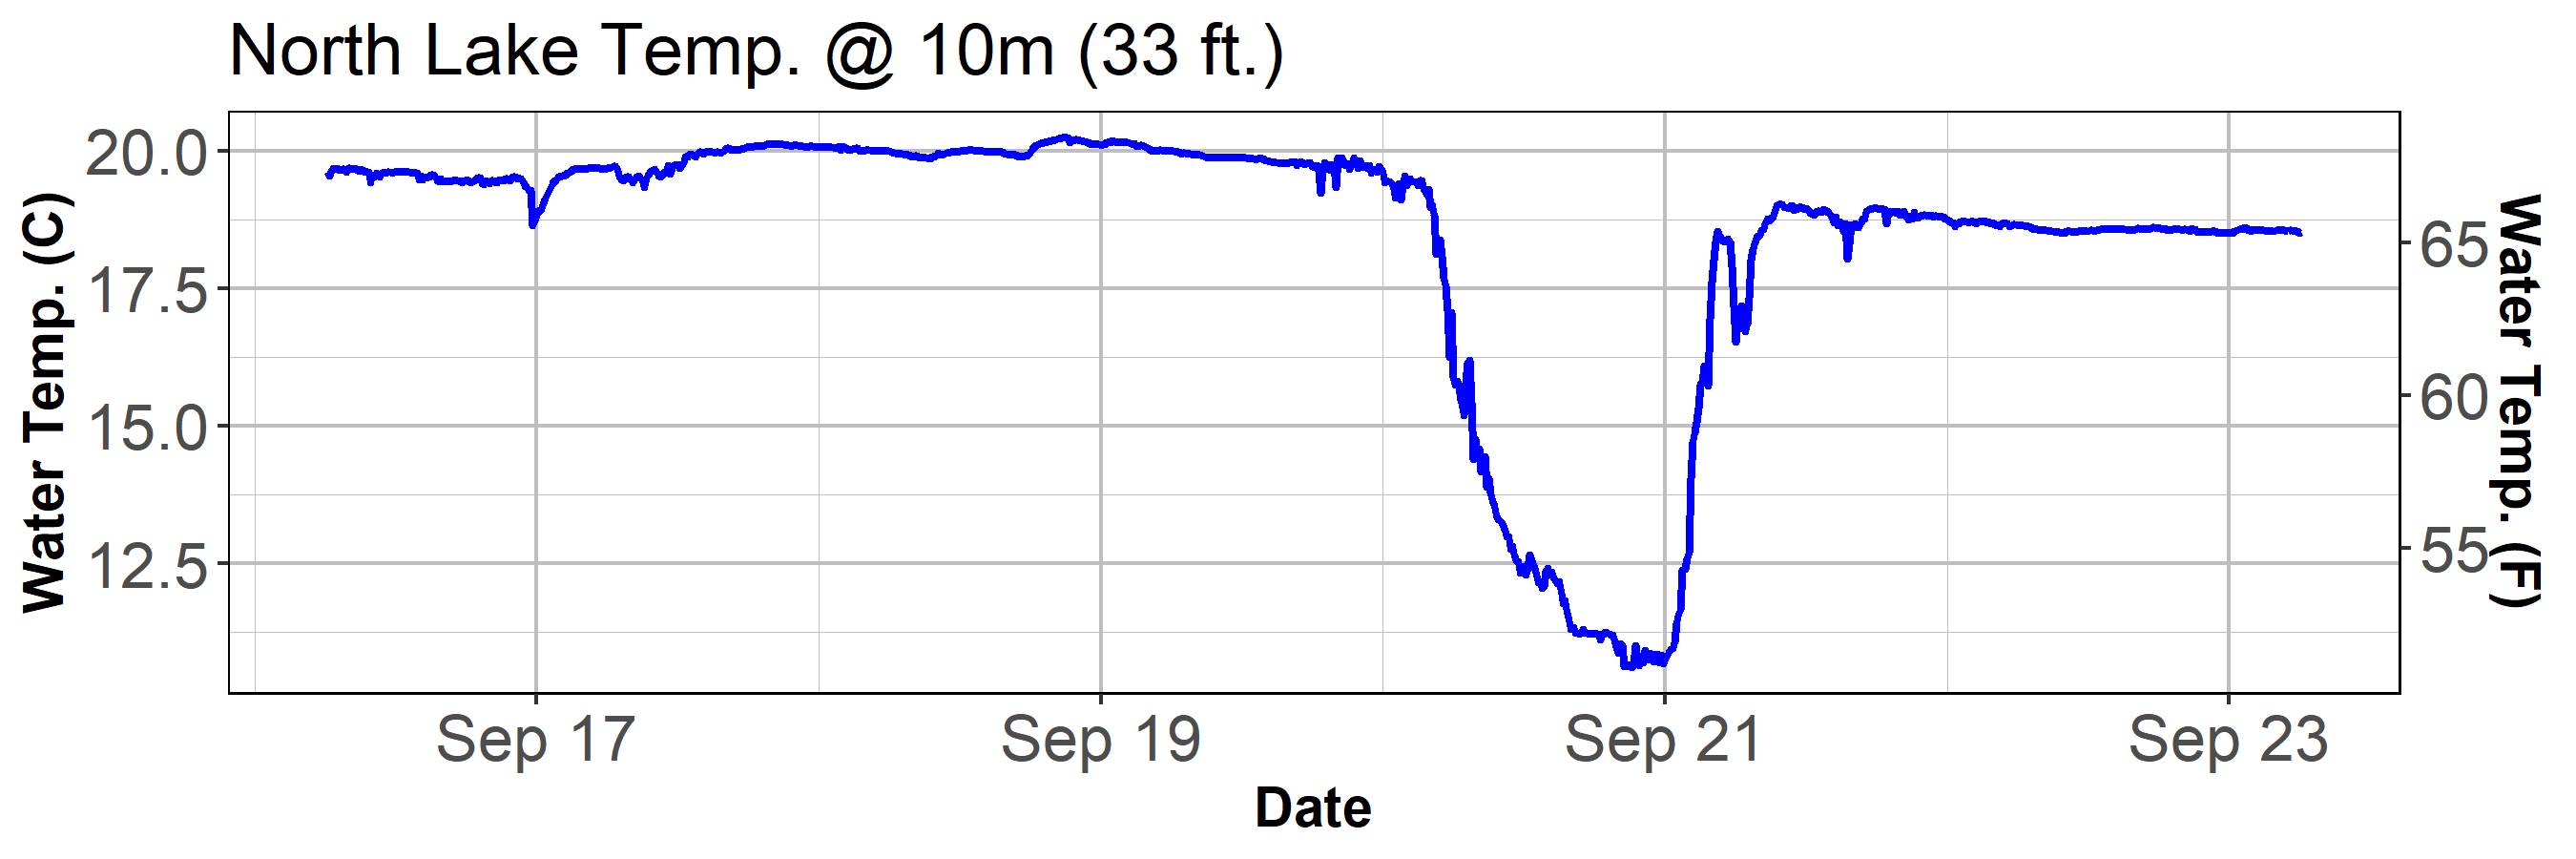 North Lake Temp. @ 10m (33 ft.)
Water Temp. (C)
20.0
17.5
15.0
12.5
65
60
55
Water Temp. (F)
Sep 17 Sep 19 Sep 21 Sep 23
Date